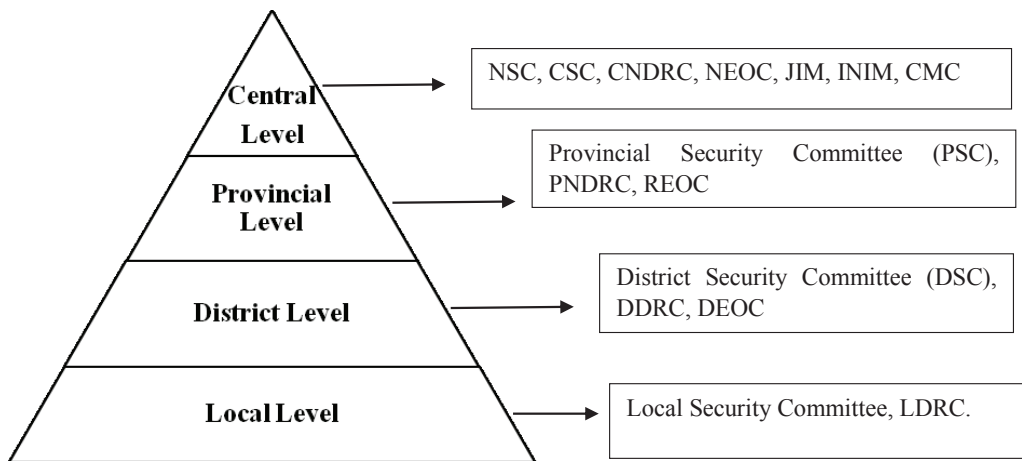 Central
Level
NSC, CSC, CNDRC, NEOC, JIM, INIM, CMC
Provincial
Level
Provincial Security Committee (PSC),
PNDRC, REOC
District Level
District Security Committee (DSC),
DDRC, DEOC
Local Level
Local Security Committee, LDRC.